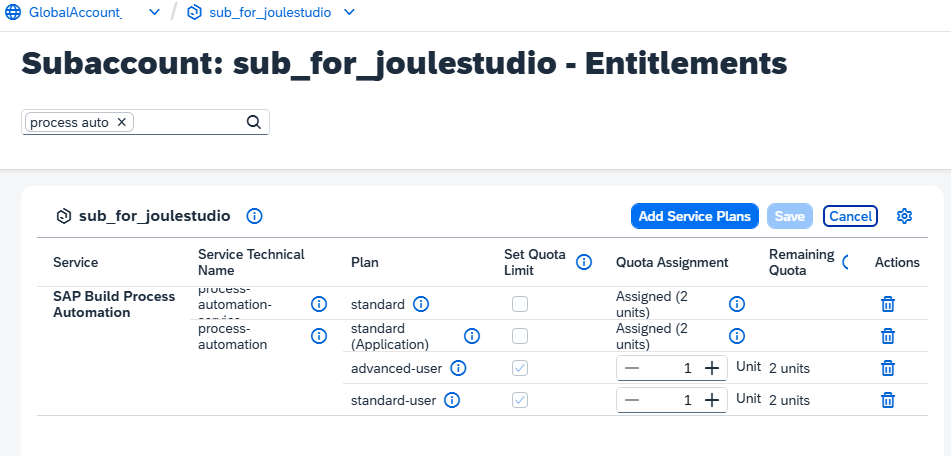 GlobalAccount_ / sub_for_joulestudio
Subaccount: sub_for_joulestudio - Entitlements
process auto
sub_for_joulestudio
Add Service Plans Save Cancel
Service Service Technical Name Plan Set Quota Limit Quota Assignment Remaining Quota Actions
SAP Build Process Automation process-automation-service standard Assigned (2 units)
process-automation standard (Application) Assigned (2 units)
advanced-user 1 Unit 2 units
standard-user 1 Unit 2 units